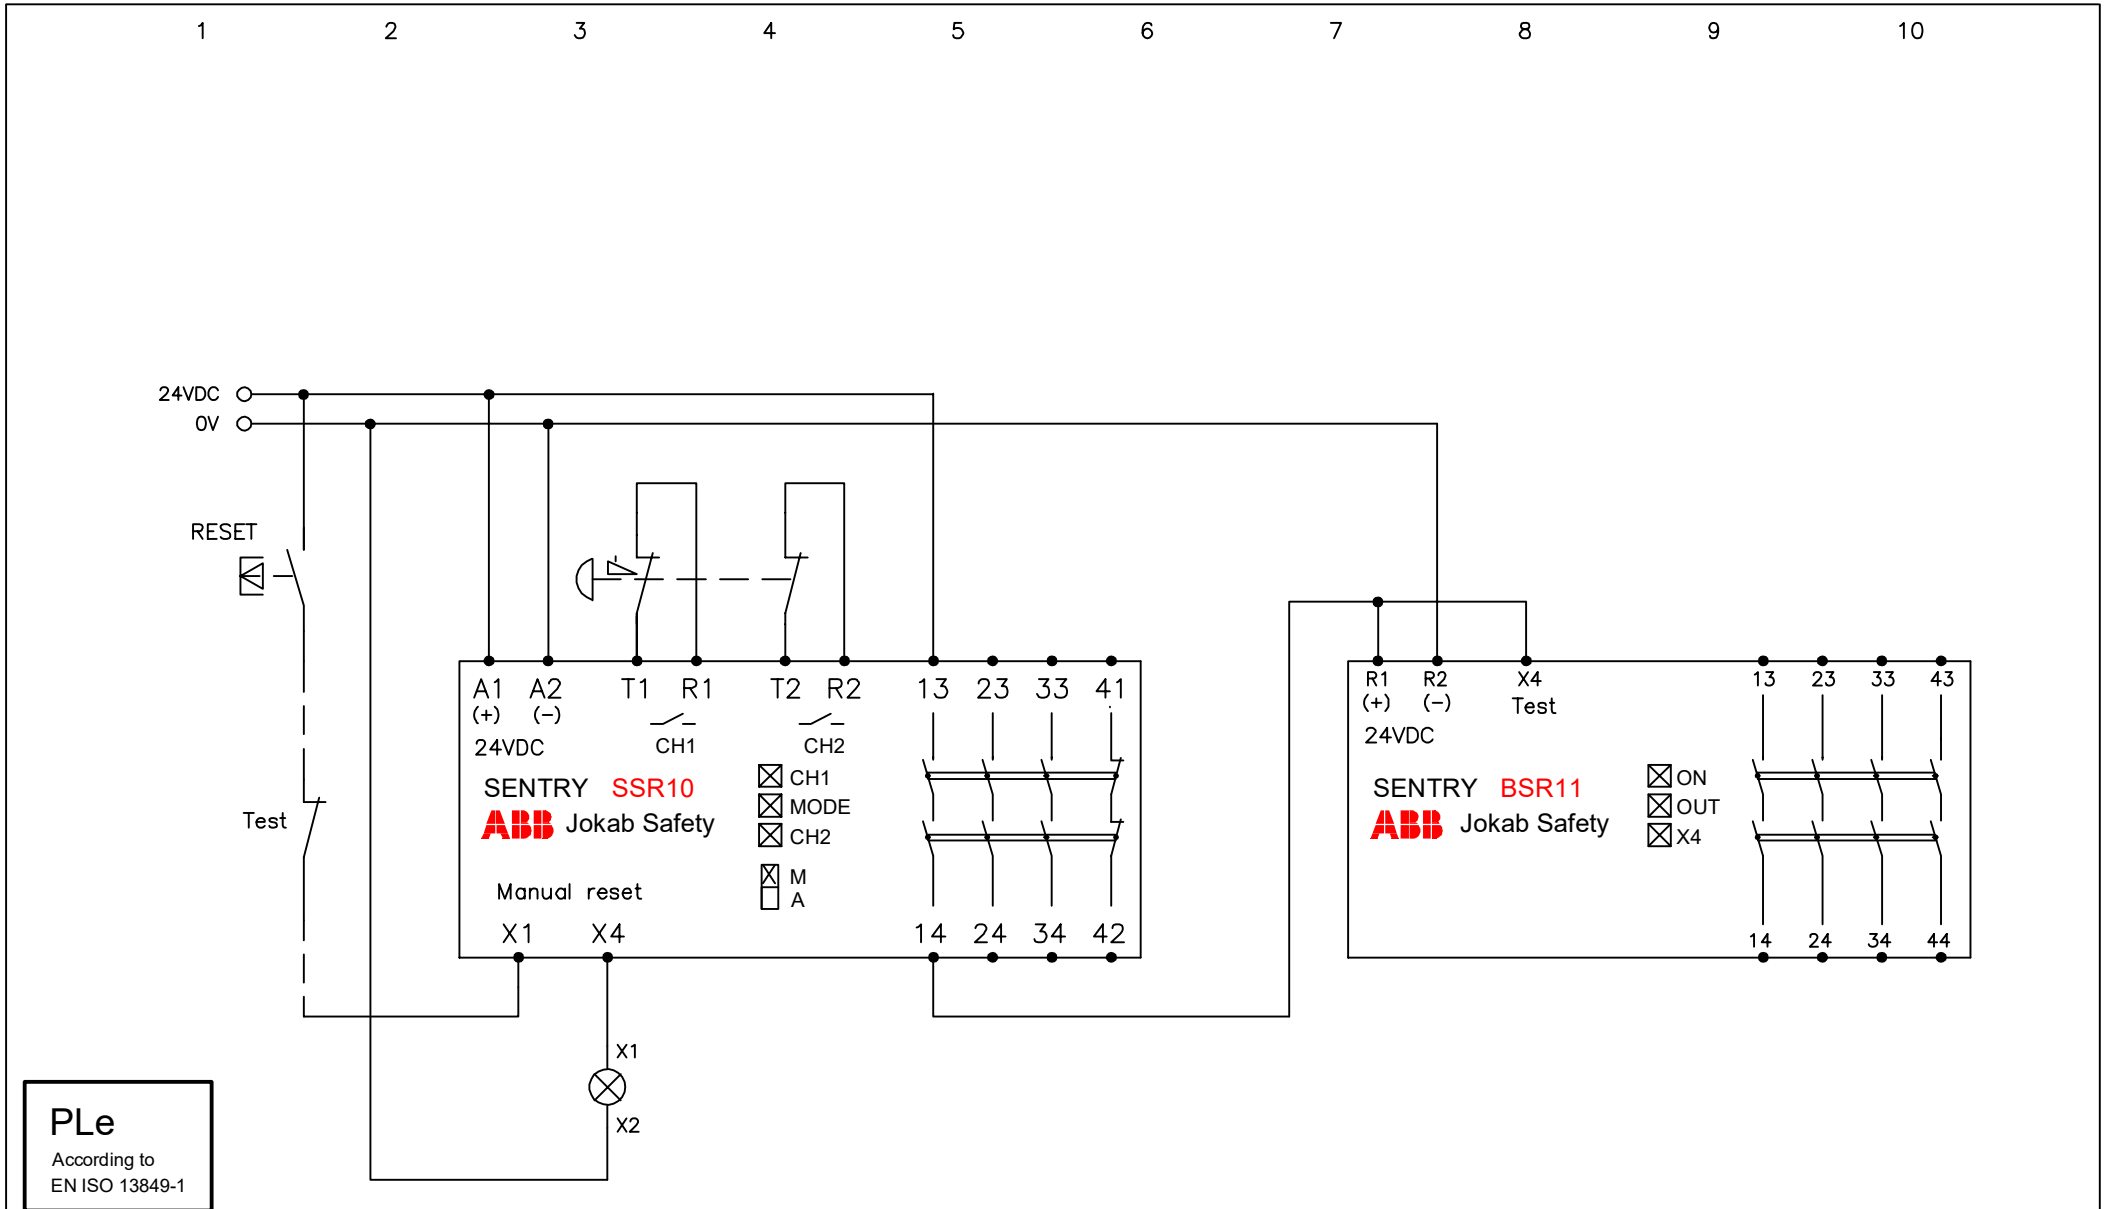 1 2 3 4 5 6 7 8 9 10
24VDC
0V
RESET
A1 A2 T1 R1 T2 R2 13 23 33 41
(+) (-)
24VDC
CH1 CH2
SENTRY SSR10
ABB Jokab Safety
CH1
MODE
CH2
M
A
Manual reset
X1 X4 14 24 34 42
Test
X1
X2
R1 R2 X4 13 23 33 43
(+) (-) Test
24VDC
SENTRY BSR11
ABB Jokab Safety
ON
OUT
X4
14 24 34 44
PLe
According to
EN ISO 13849-1